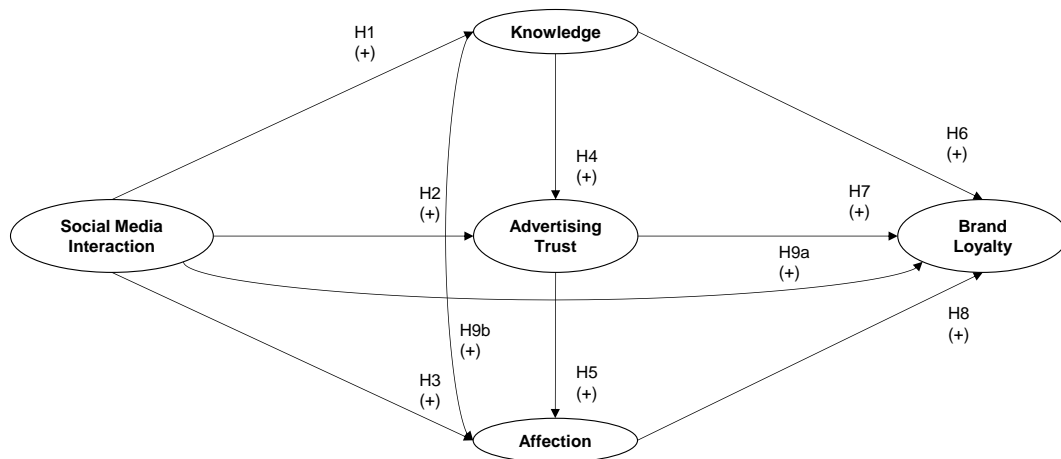 H1
(+)
Knowledge
H6
(+)
H4
(+)
H2
(+)
H7
(+)
Social Media
Interaction
Advertising
Trust
Brand
Loyalty
H9a
(+)
H9b
(+)
H8
(+)
H3
(+)
H5
(+)
Affection